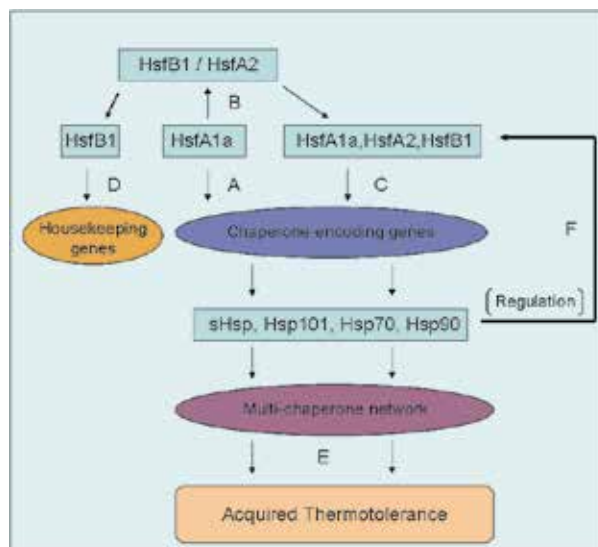 HsfB1 / HsfA2
B
HsfB1
HsfA1a
HsfA1a,HsfA2,HsfB1
D
A
C
F
Housekeeping
genes
Chaperone encoding genes
(Regulation)
sHsp, Hsp101, Hsp70, Hsp90
Multi-chaperone network
E
Acquired Thermotolerance